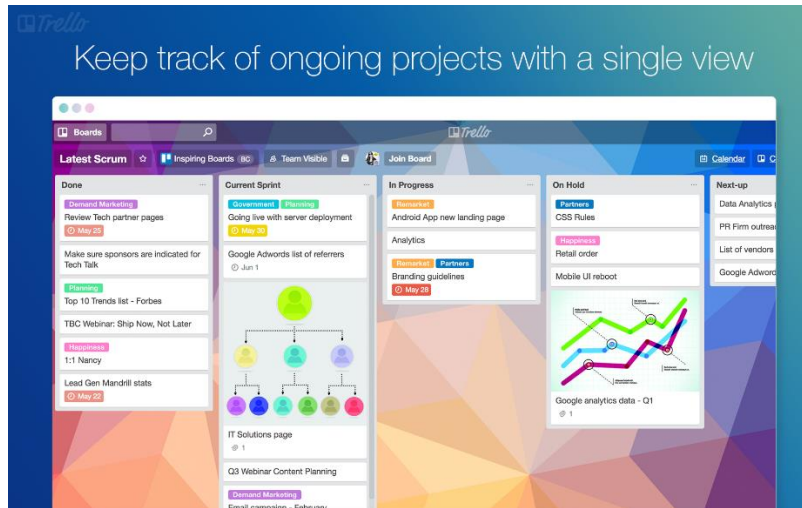 Trello
Keep track of ongoing projects with a single view
Boards
Trello
Latest Scrum
Inspiring Boards BC
Team Visible
Join Board
Calendar
Done
Demand Marketing
Review Tech partner pages
May 25
Make sure sponsors are indicated for
Tech Talk
Planning
Top 10 Trends list - Forbes
TBC Webinar: Ship Now, Not Later
Happiness
1:1 Nancy
Lead Gen Mandrill stats
May 22
Current Sprint
Government Planning
Going live with server deployment
May 30
Google Adwords list of referrers
Jun 1
IT Solutions page
1
Q3 Webinar Content Planning
Demand Marketing
Email campaign - February
In Progress
Remarket
Android App new landing page
Analytics
Remarket Partners
Branding guidelines
May 28
On Hold
Partners
CSS Rules
Happiness
Retail order
Mobile UI reboot
Google analytics data - Q1
1
Next-up
Data Analytics
PR Firm
List of vendors
Google